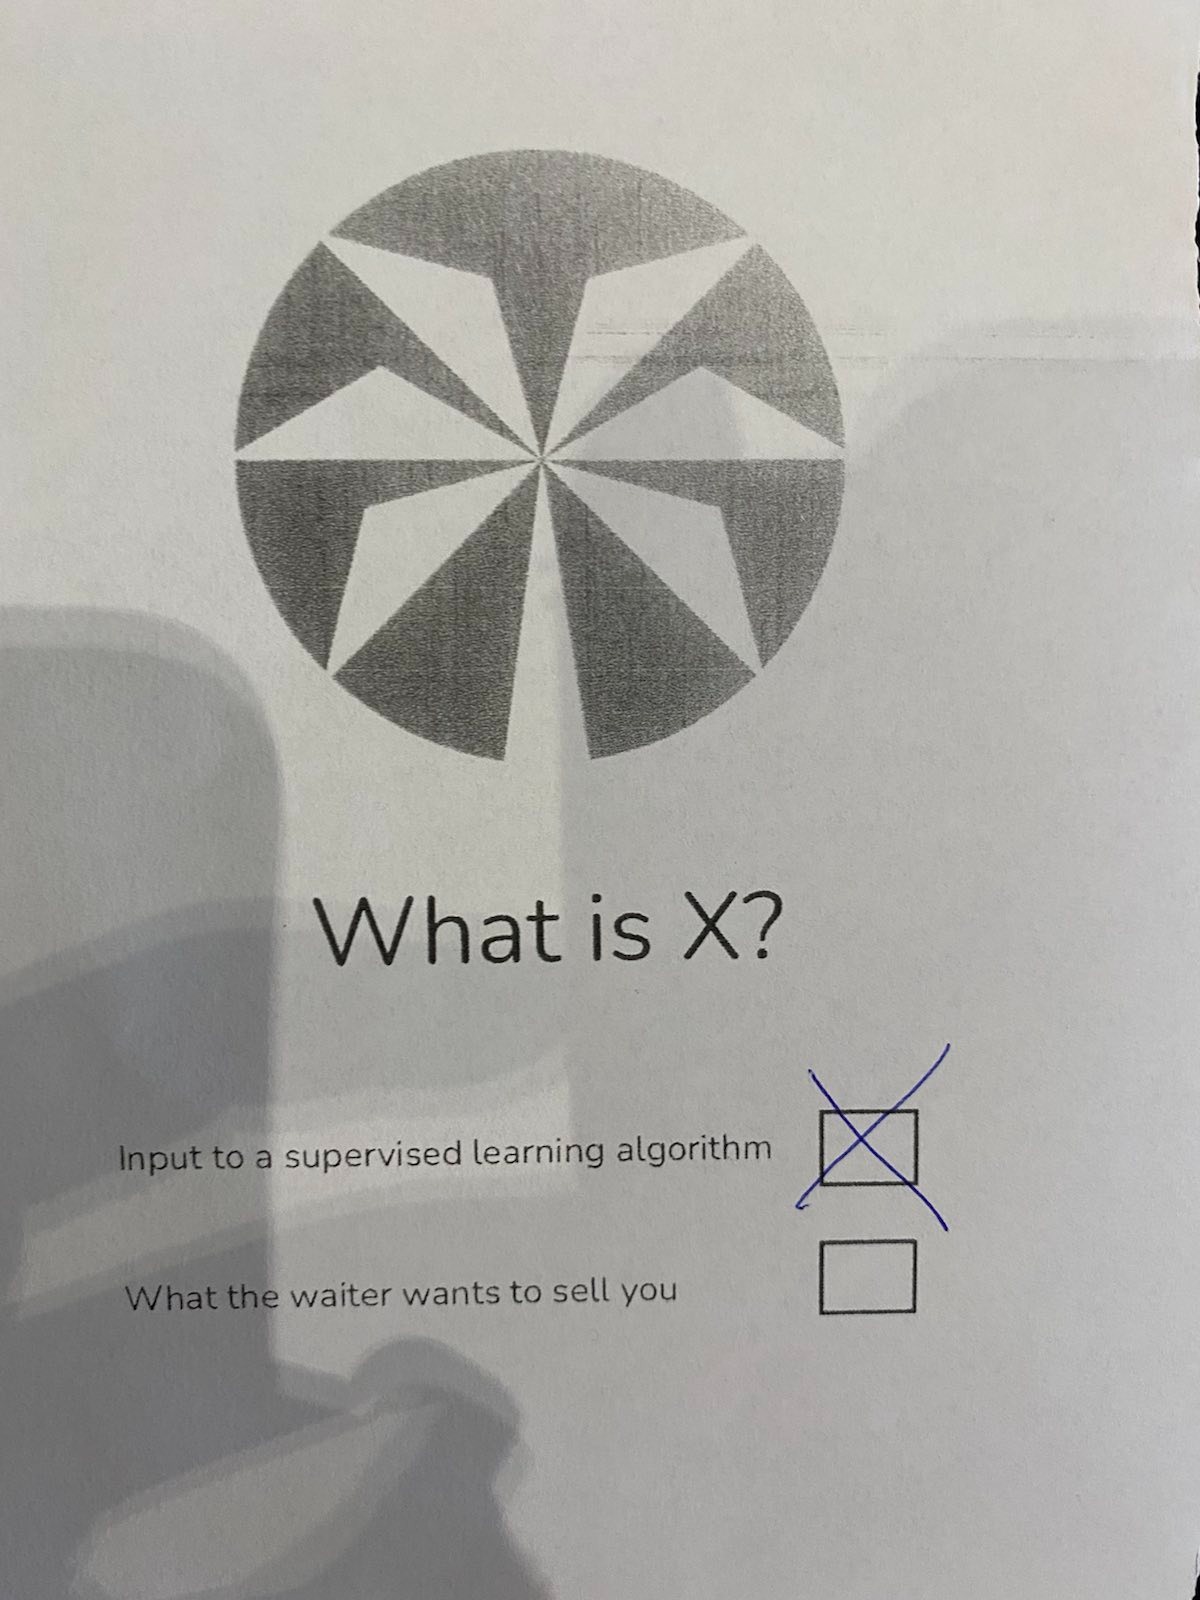 What is X?
Input to a supervised learning algorithm
What the waiter wants to sell you